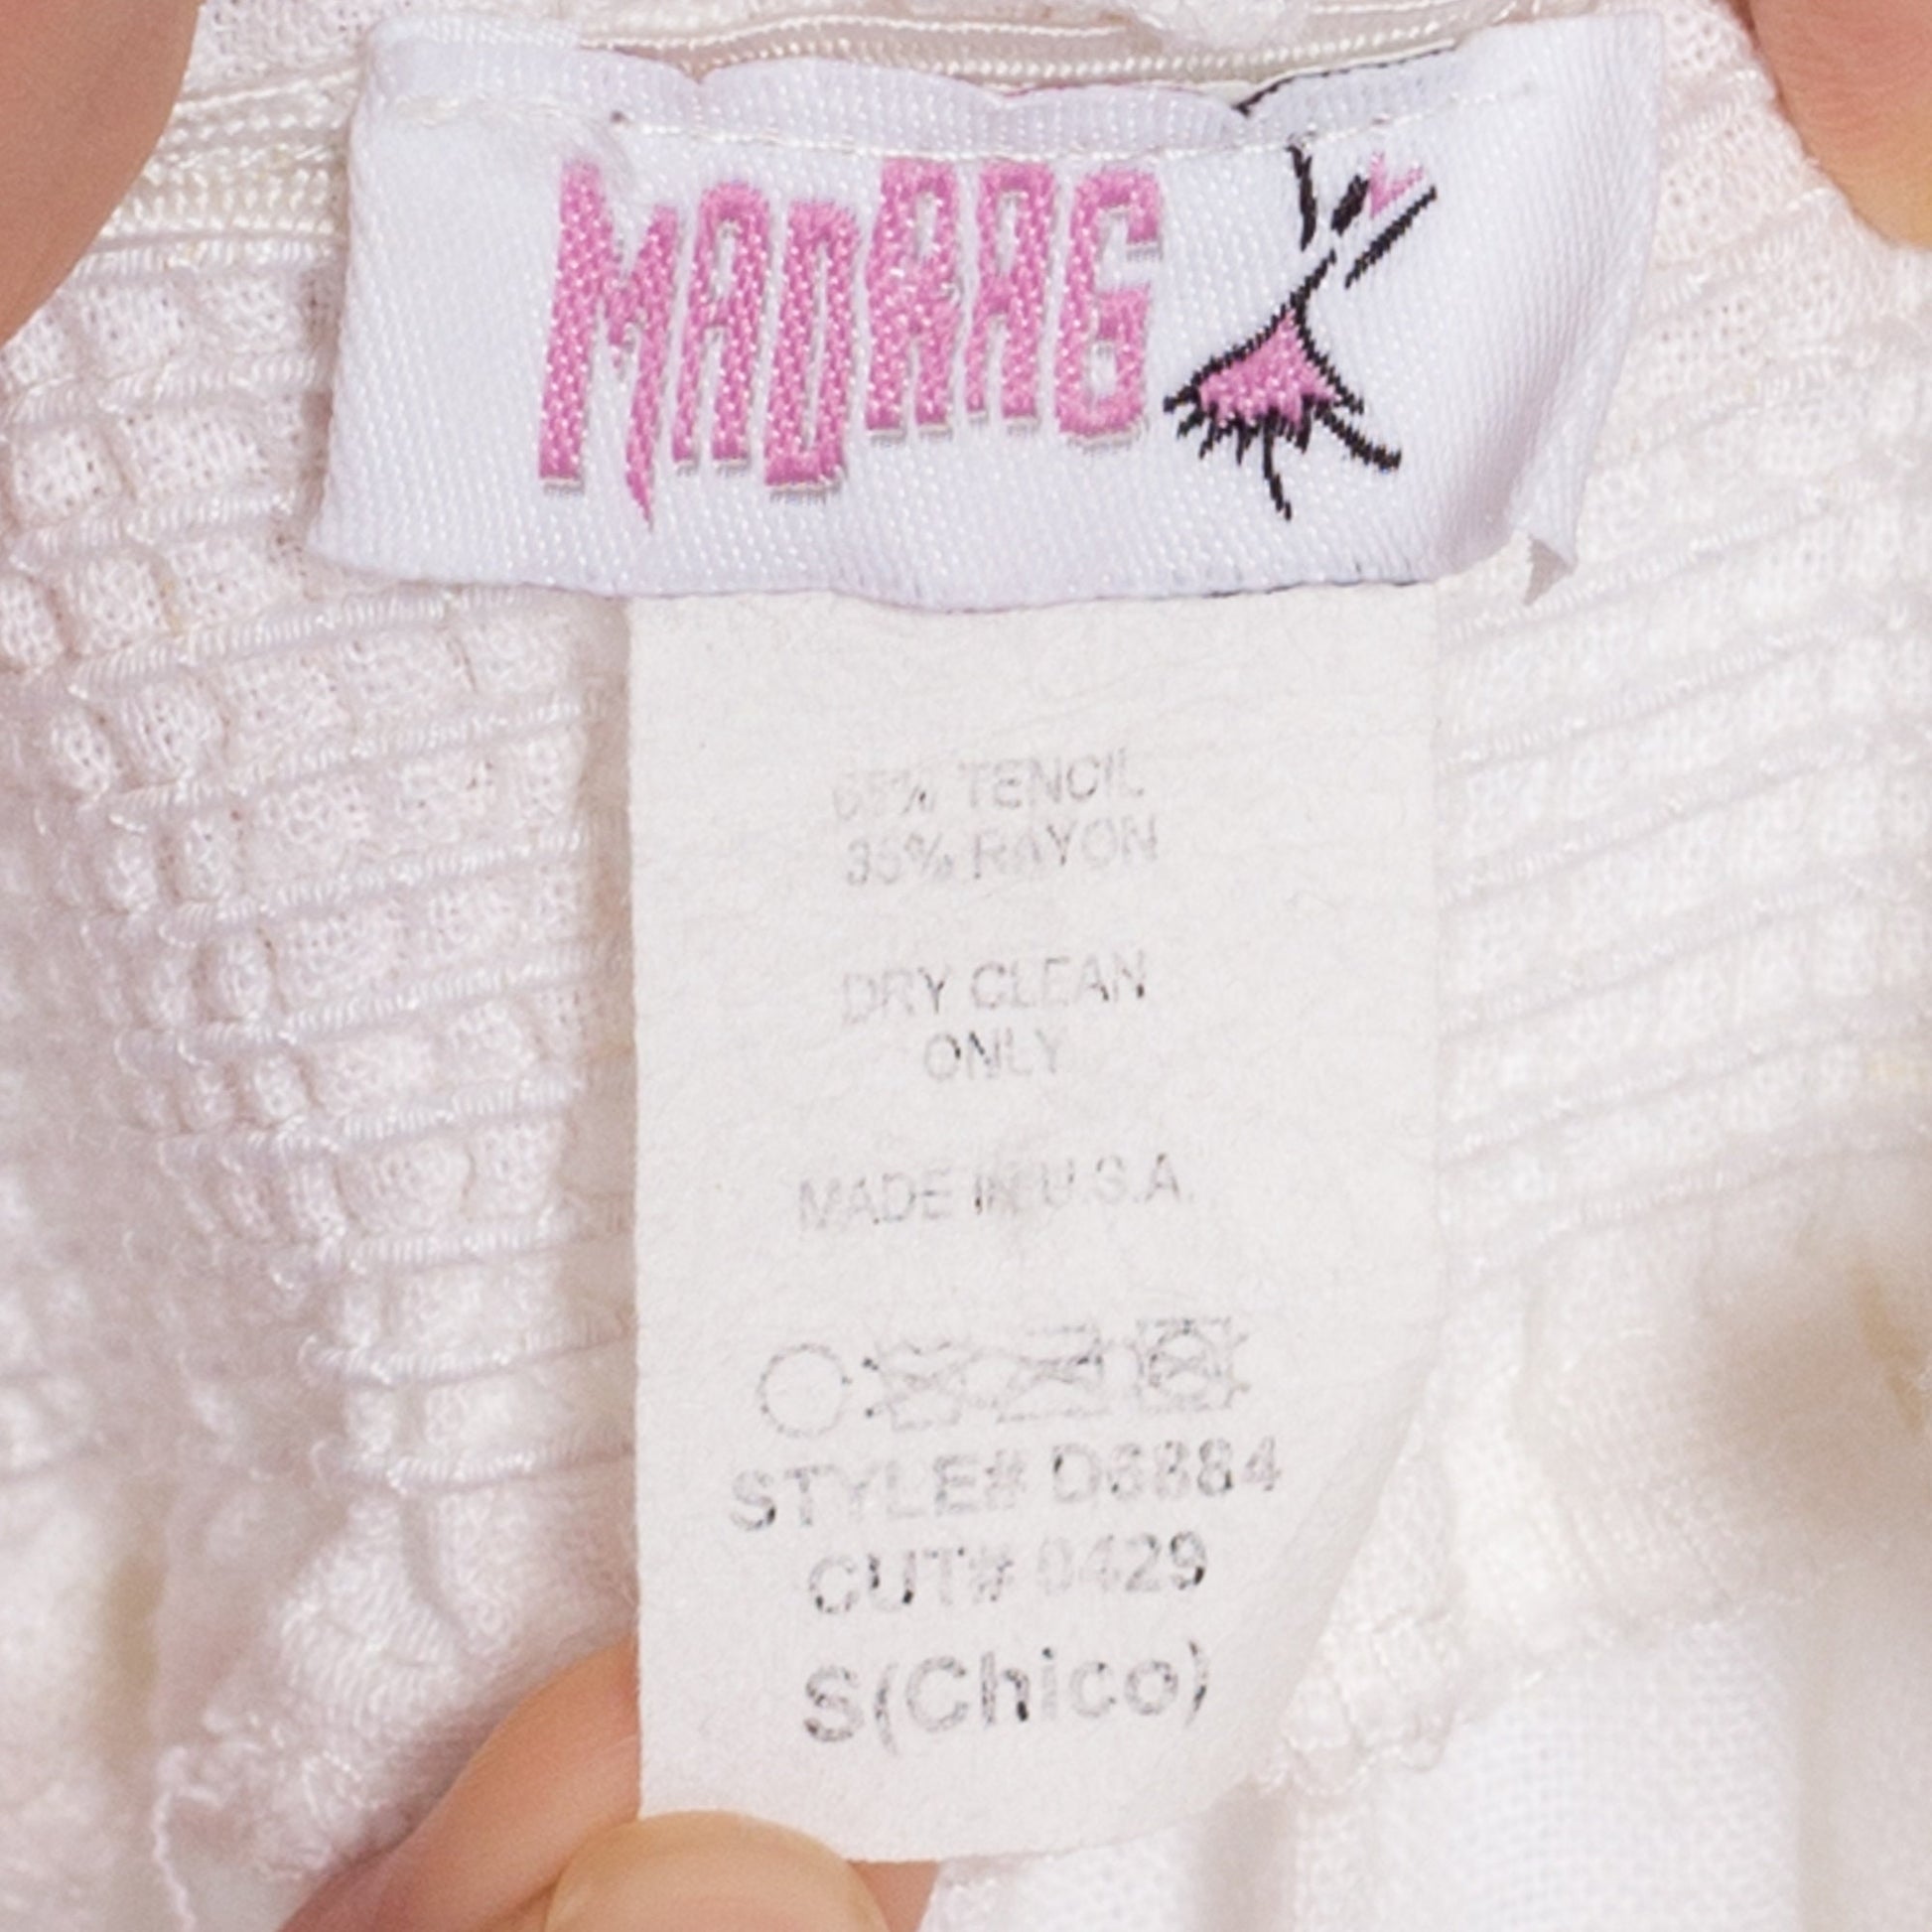 MADRAG
65% TENCIL
35% RAYON
DRY CLEAN
ONLY
MADE IN U.S.A.
STYLE# D6884
CUT# 0429
S(Chico)